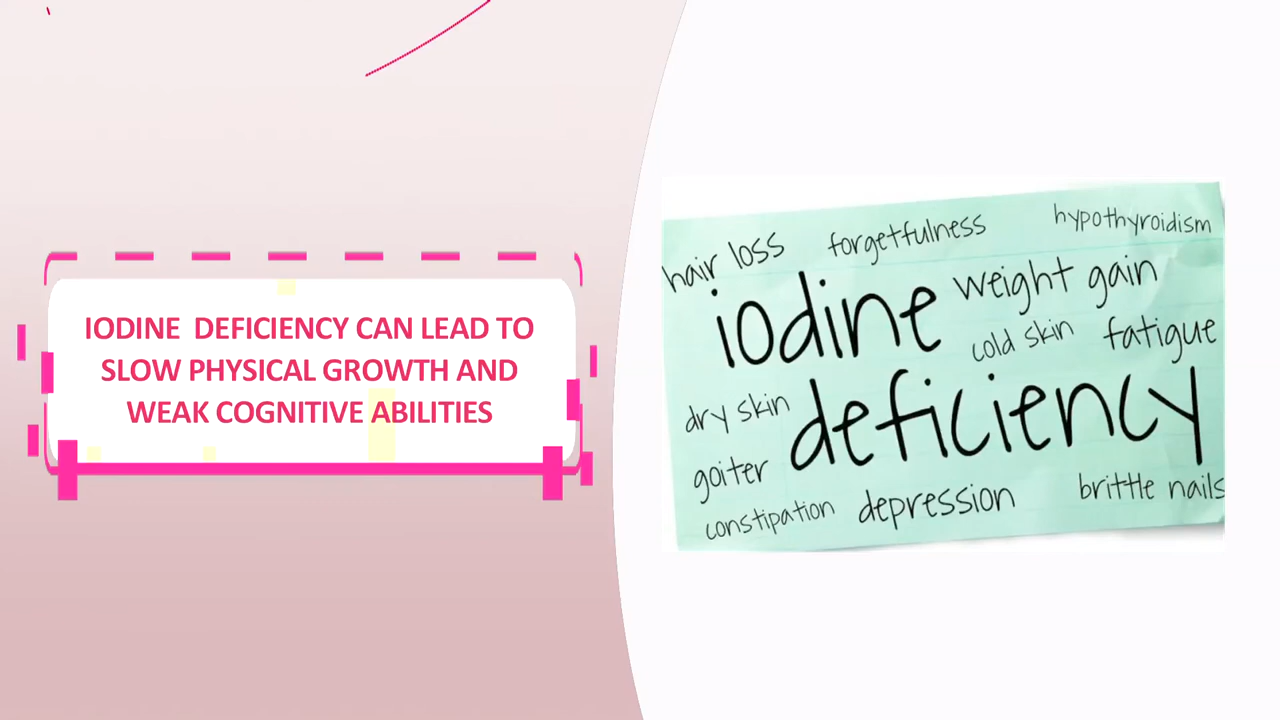 IODINE  DEFICIENCY CAN LEAD TO
SLOW PHYSICAL GROWTH AND
WEAK COGNITIVE ABILITIES
hair loss forgetfulness hypothyroidism
iodine weight gain
cold skin fatigue
dry skin deficiency
goiter
constipation depression brittle nails